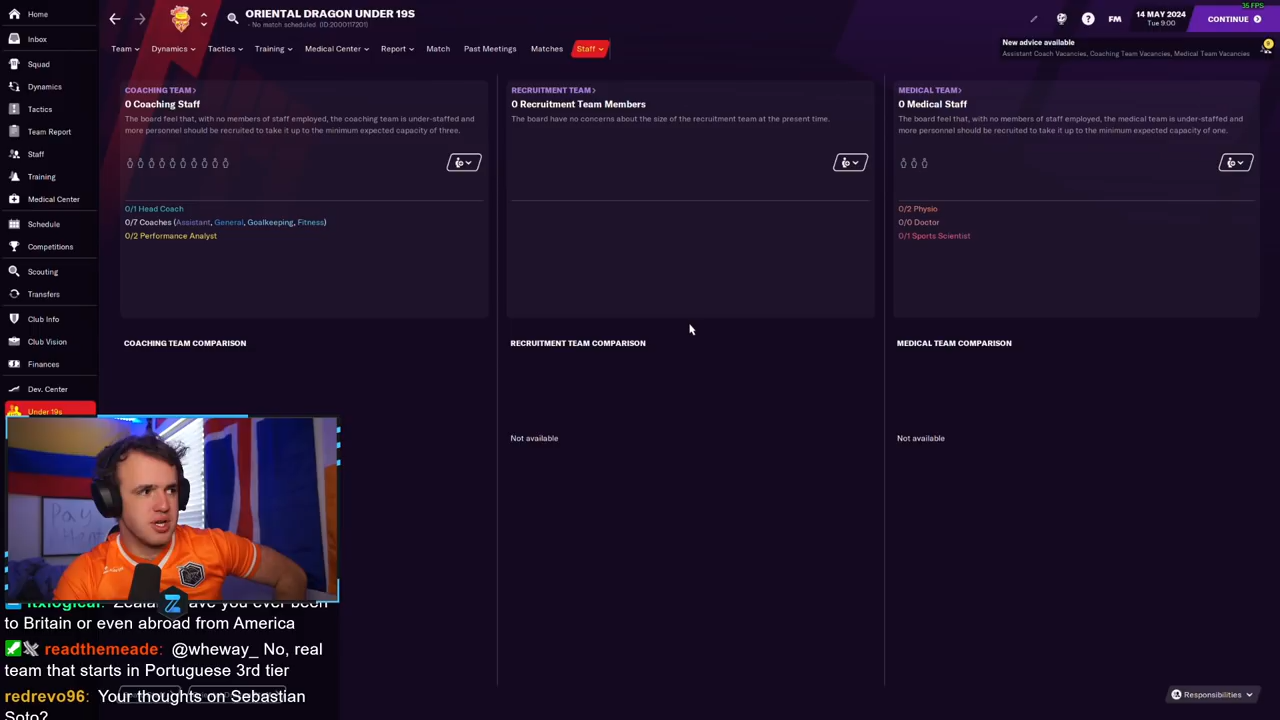 35 FPS
Home
ORIENTAL DRAGON UNDER 19S
No match scheduled (ID:2000117201)
FM
14 MAY 2024
Tue 9:00
CONTINUE
Inbox
Team
Dynamics
Tactics
Training
Medical Center
Report
Match
Past Meetings
Matches
Staff
New advice available
Assistant Coach Vacancies, Coaching Team Vacancies, Medical Team Vacancies
Squad
Dynamics
Tactics
Team Report
Staff
Training
Medical Center
Schedule
Competitions
Scouting
Transfers
Club Info
Club Vision
Finances
Dev. Center
Under 19s
COACHING TEAM
0 Coaching Staff
The board feel that, with no members of staff employed, the coaching team is under-staffed and
more personnel should be recruited to take it up to the minimum expected capacity of three.
0/1 Head Coach
0/7 Coaches (Assistant, General, Goalkeeping, Fitness)
0/2 Performance Analyst
COACHING TEAM COMPARISON
RECRUITMENT TEAM
0 Recruitment Team Members
The board have no concerns about the size of the recruitment team at the present time.
RECRUITMENT TEAM COMPARISON
Not available
MEDICAL TEAM
0 Medical Staff
The board feel that, with no members of staff employed, the medical team is under-staffed and
more personnel should be recruited to take it up to the minimum expected capacity of one.
0/2 Physio
0/0 Doctor
0/1 Sports Scientist
MEDICAL TEAM COMPARISON
Not available
Responsibilities
Pay
to Britain or even abroad from America
readthemeade: @wheway_ No, real
team that starts in Portuguese 3rd tier
redrevo96: Your thoughts on Sebastian
Soto?